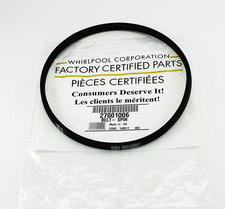 WHIRLPOOL CORPORATION
FACTORY CERTIFIED PARTS
PIÈCES CERTIFIÉES
Consumers Deserve It!
Les clients le méritent!
27001006
BELT- SPIN